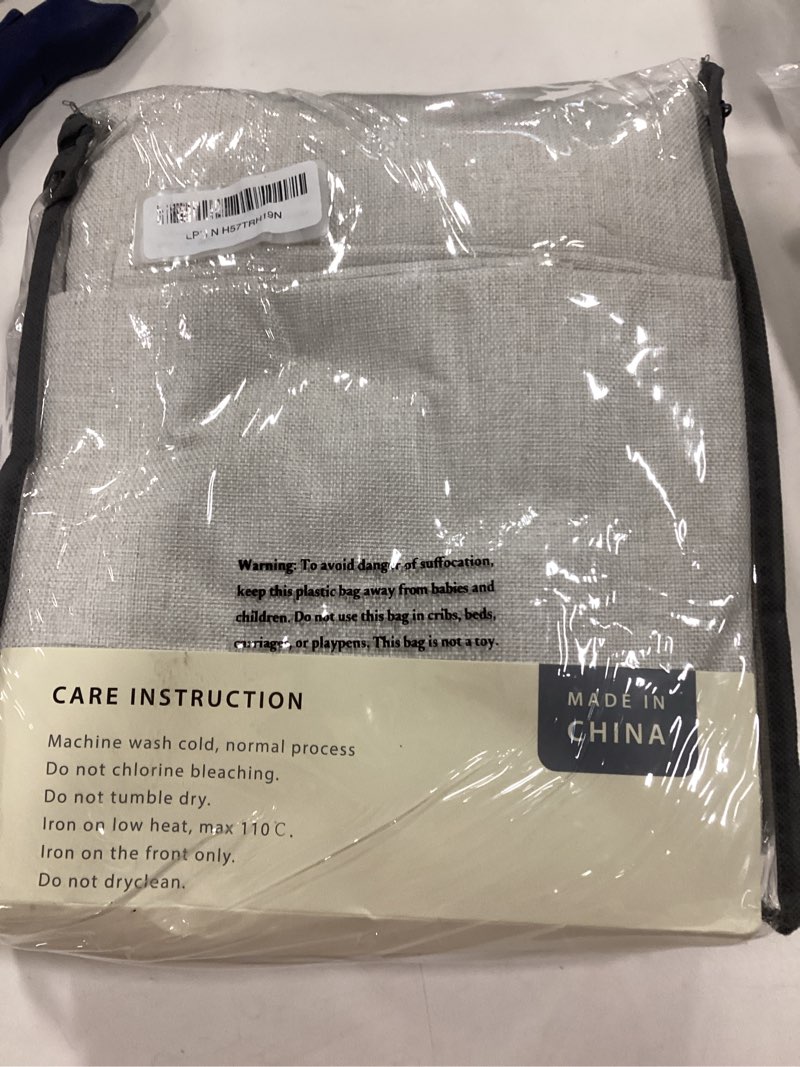 H57TRH19N
Warning: To avoid danger of suffocation,
keep this plastic bag away from babies and
children. Do not use this bag in cribs, beds,
carriages, or playpens. This bag is not a toy.
CARE INSTRUCTION
MADE IN
CHINA
Machine wash cold, normal process
Do not chlorine bleaching.
Do not tumble dry.
Iron on low heat, max 110℃.
Iron on the front only.
Do not dryclean.